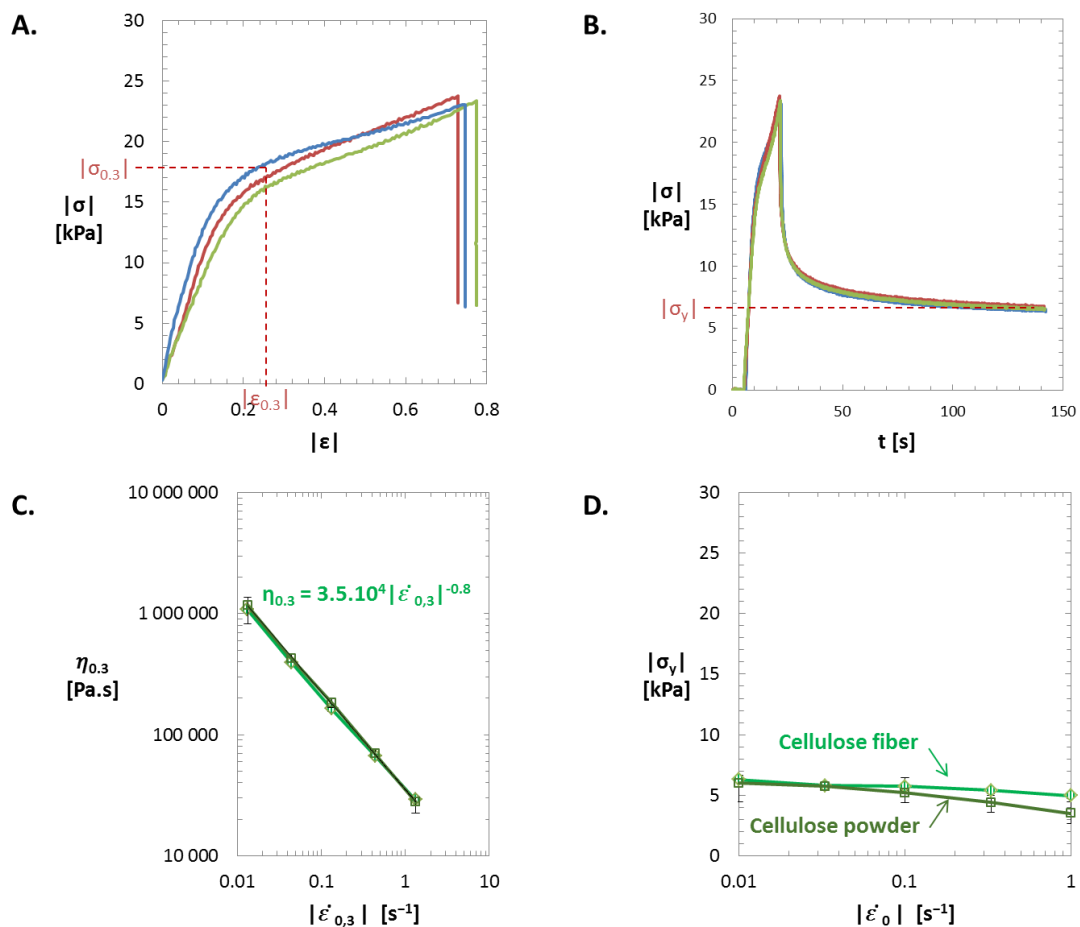 A.
30
25
20
15
10
5
0
|σ₀.₃|
|σ|
[kPa]
|ε₀.₃|
0 0.2 0.4 0.6 0.8
|ε|
B.
30
25
20
15
10
5
0
|σ|
[kPa]
|σy|
0 50 100 150
t [s]
C.
10 000 000
1 000 000
100 000
10 000
η₀.₃ = 3.5.10⁴|ε̇₀,₃|⁻⁰·⁸
η₀.₃
[Pa.s]
0.01 0.1 1 10
|ε̇₀,₃| [s⁻¹]
D.
30
25
20
15
10
5
0
|σy|
[kPa]
Cellulose fiber
Cellulose powder
0.01 0.1 1
|ε̇₀| [s⁻¹]